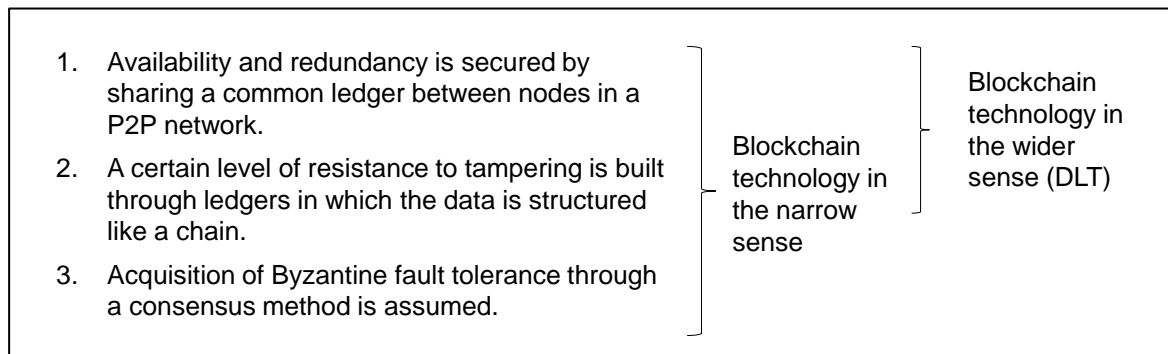 1. Availability and redundancy is secured by
sharing a common ledger between nodes in a
P2P network.
2. A certain level of resistance to tampering is built
through ledgers in which the data is structured
like a chain.
3. Acquisition of Byzantine fault tolerance through
a consensus method is assumed.
Blockchain
technology in
the narrow
sense
Blockchain
technology in
the wider
sense (DLT)